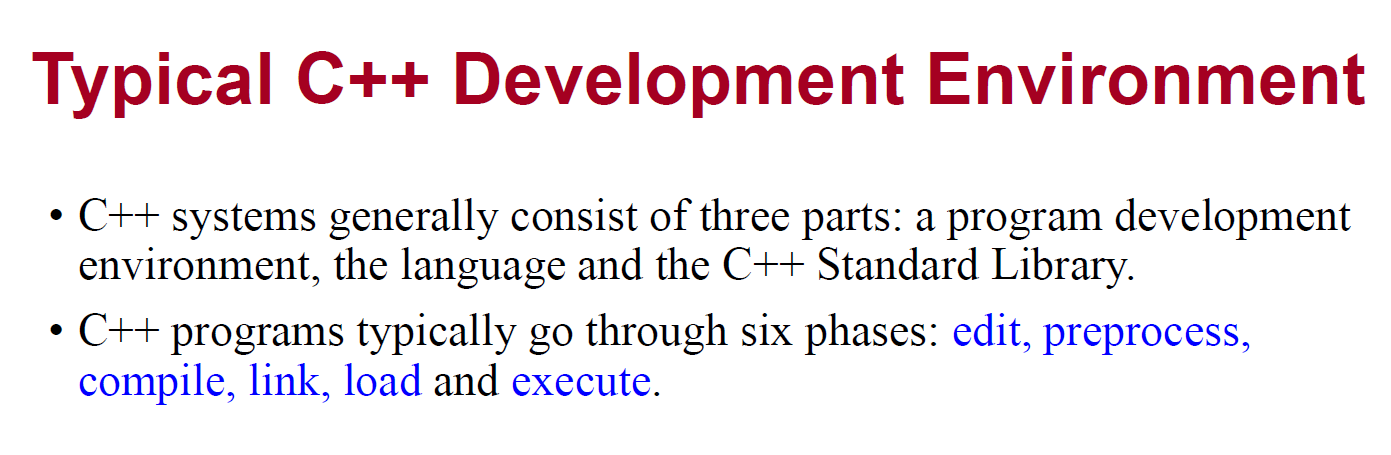 Typical C++ Development Environment
• C++ systems generally consist of three parts: a program development
environment, the language and the C++ Standard Library.
• C++ programs typically go through six phases: edit, preprocess,
compile, link, load and execute.